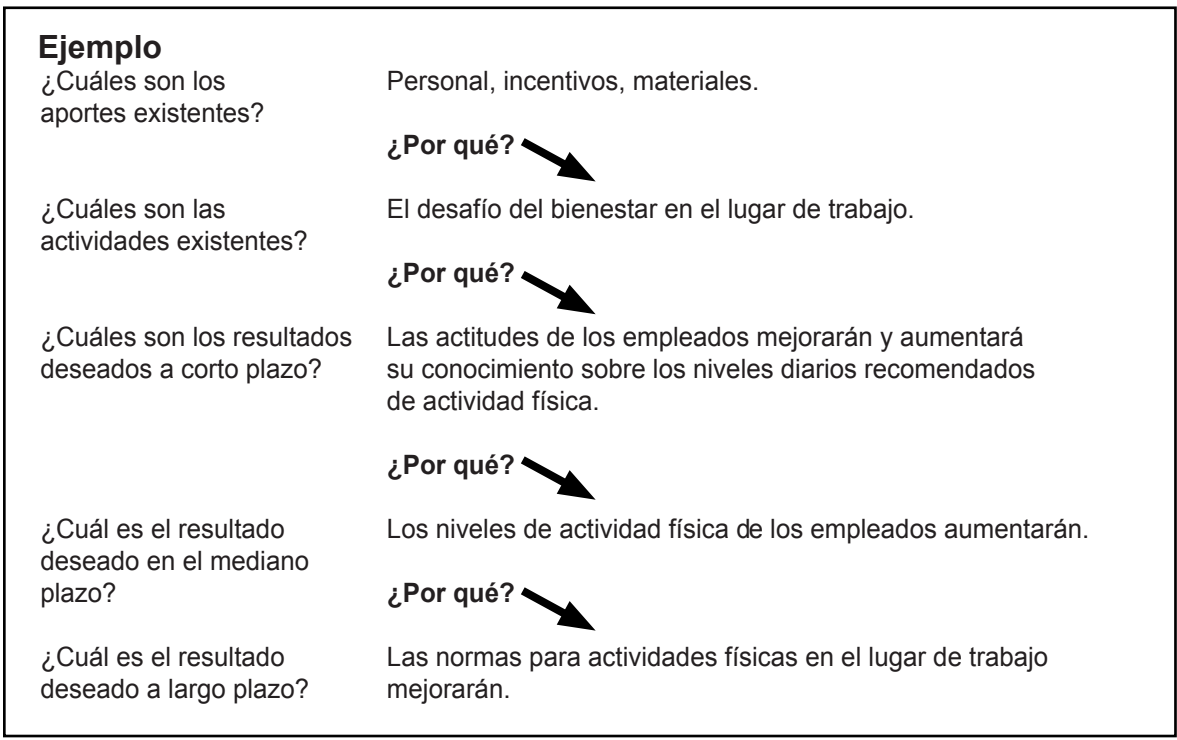 Ejemplo
¿Cuáles son los
aportes existentes?
Personal, incentivos, materiales.
¿Por qué?
¿Cuáles son las
actividades existentes?
El desafío del bienestar en el lugar de trabajo.
¿Por qué?
¿Cuáles son los resultados
deseados a corto plazo?
Las actitudes de los empleados mejorarán y aumentará
su conocimiento sobre los niveles diarios recomendados
de actividad física.
¿Por qué?
¿Cuál es el resultado
deseado en el mediano
plazo?
Los niveles de actividad física de los empleados aumentarán.
¿Por qué?
¿Cuál es el resultado
deseado a largo plazo?
Las normas para actividades físicas en el lugar de trabajo
mejorarán.